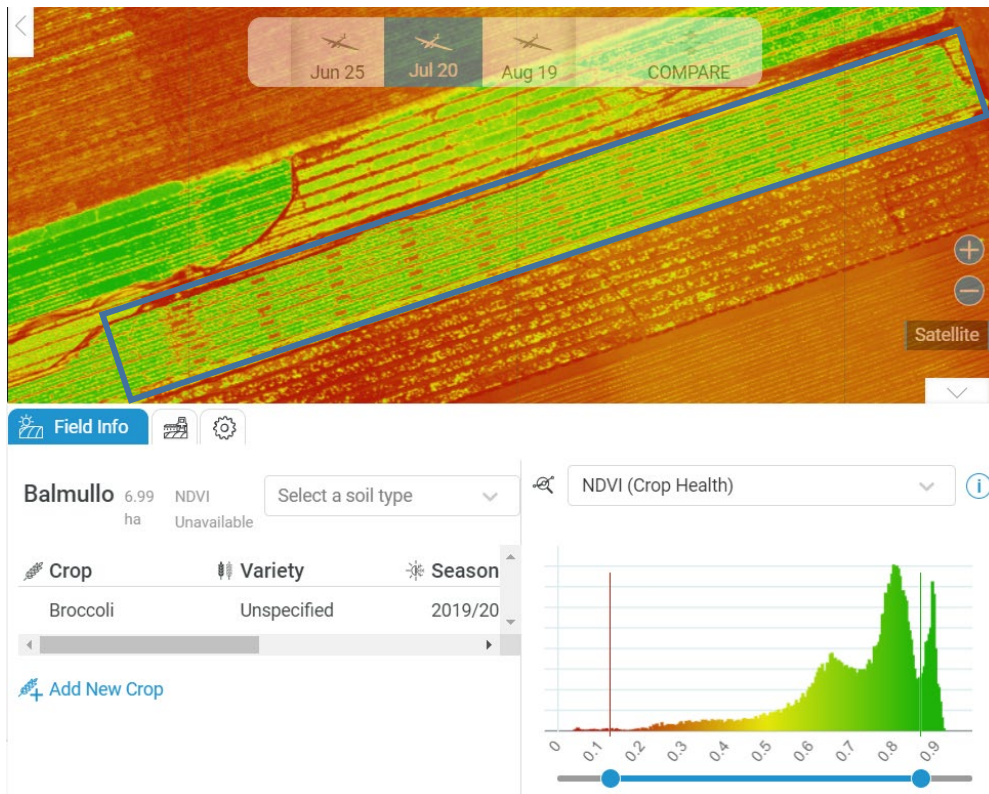 Jun 25
Jul 20
Aug 19
COMPARE
Satellite
Field Info
Balmullo 6.99 ha NDVI Unavailable Select a soil type
NDVI (Crop Health)
i
Crop Variety Season
Broccoli Unspecified 2019/20
Add New Crop
0 0.1 0.2 0.3 0.4 0.5 0.6 0.7 0.8 0.9